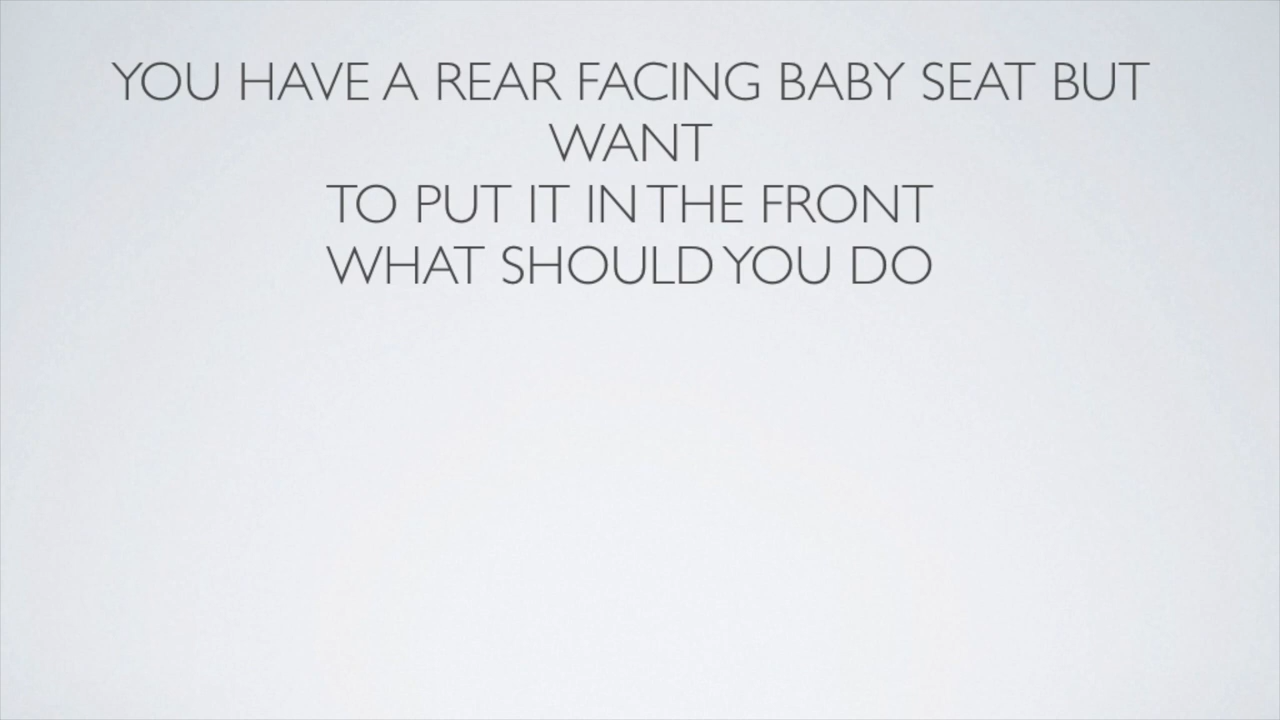 YOU HAVE A REAR FACING BABY SEAT BUT
WANT
TO PUT IT IN THE FRONT
WHAT SHOULD YOU DO